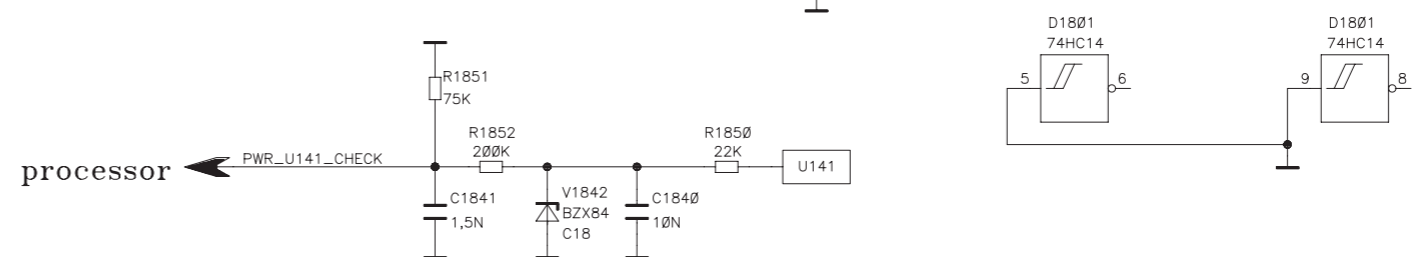 D18Ø1
74HC14
5
6
D18Ø1
74HC14
9
8
R1851
75K
R1852
2ØØK
R185Ø
22K
processor
PWR_U141_CHECK
U141
C1841
1,5N
V1842
BZX84
C18
C184Ø
1ØN